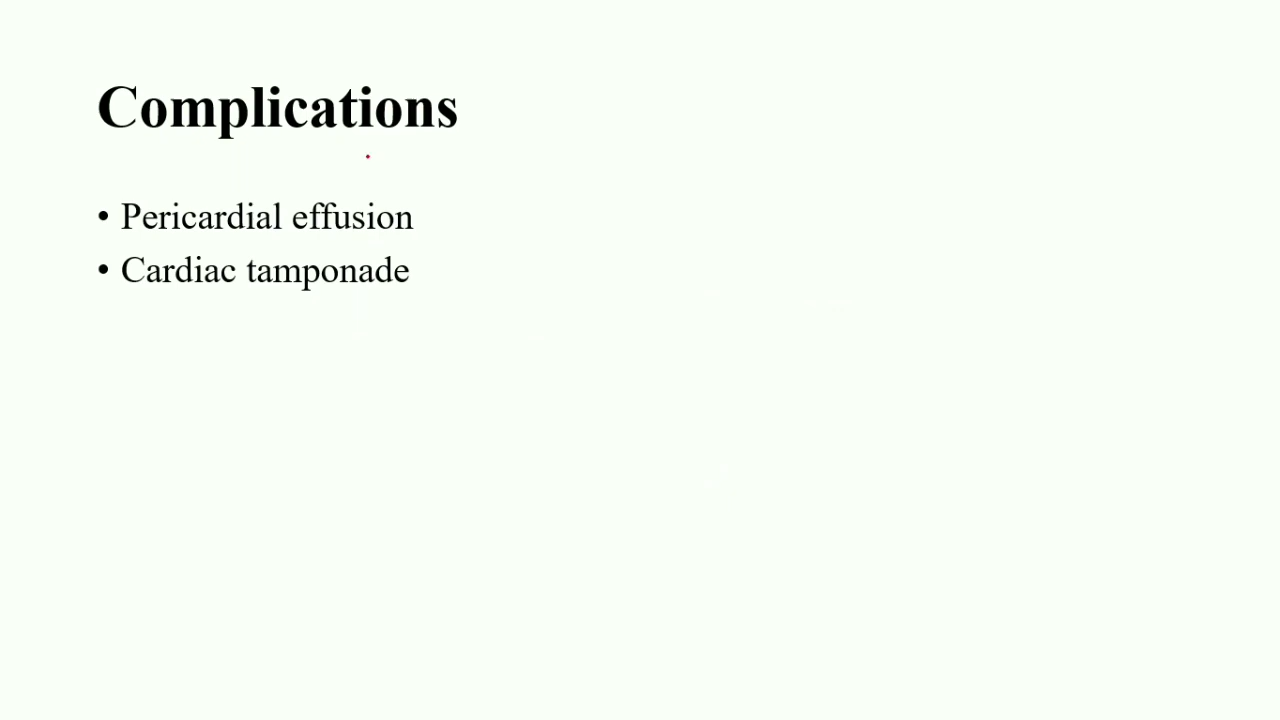 Complications
• Pericardial effusion
• Cardiac tamponade